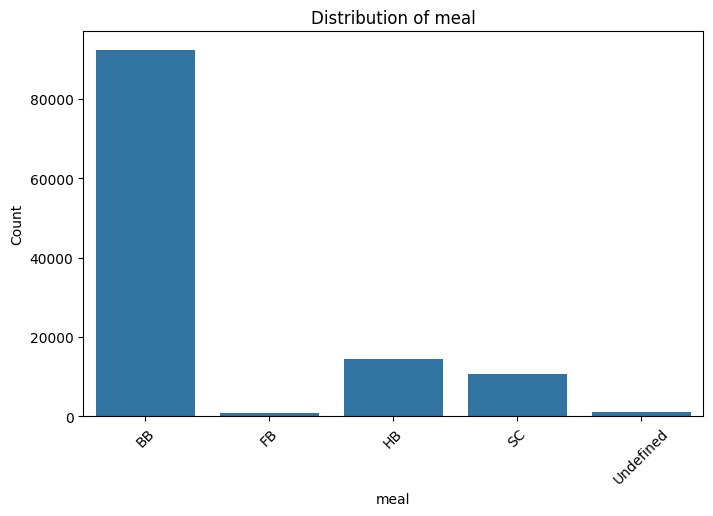 Distribution of meal
Count
80000
60000
40000
20000
0
BB
FB
HB
SC
Undefined
meal